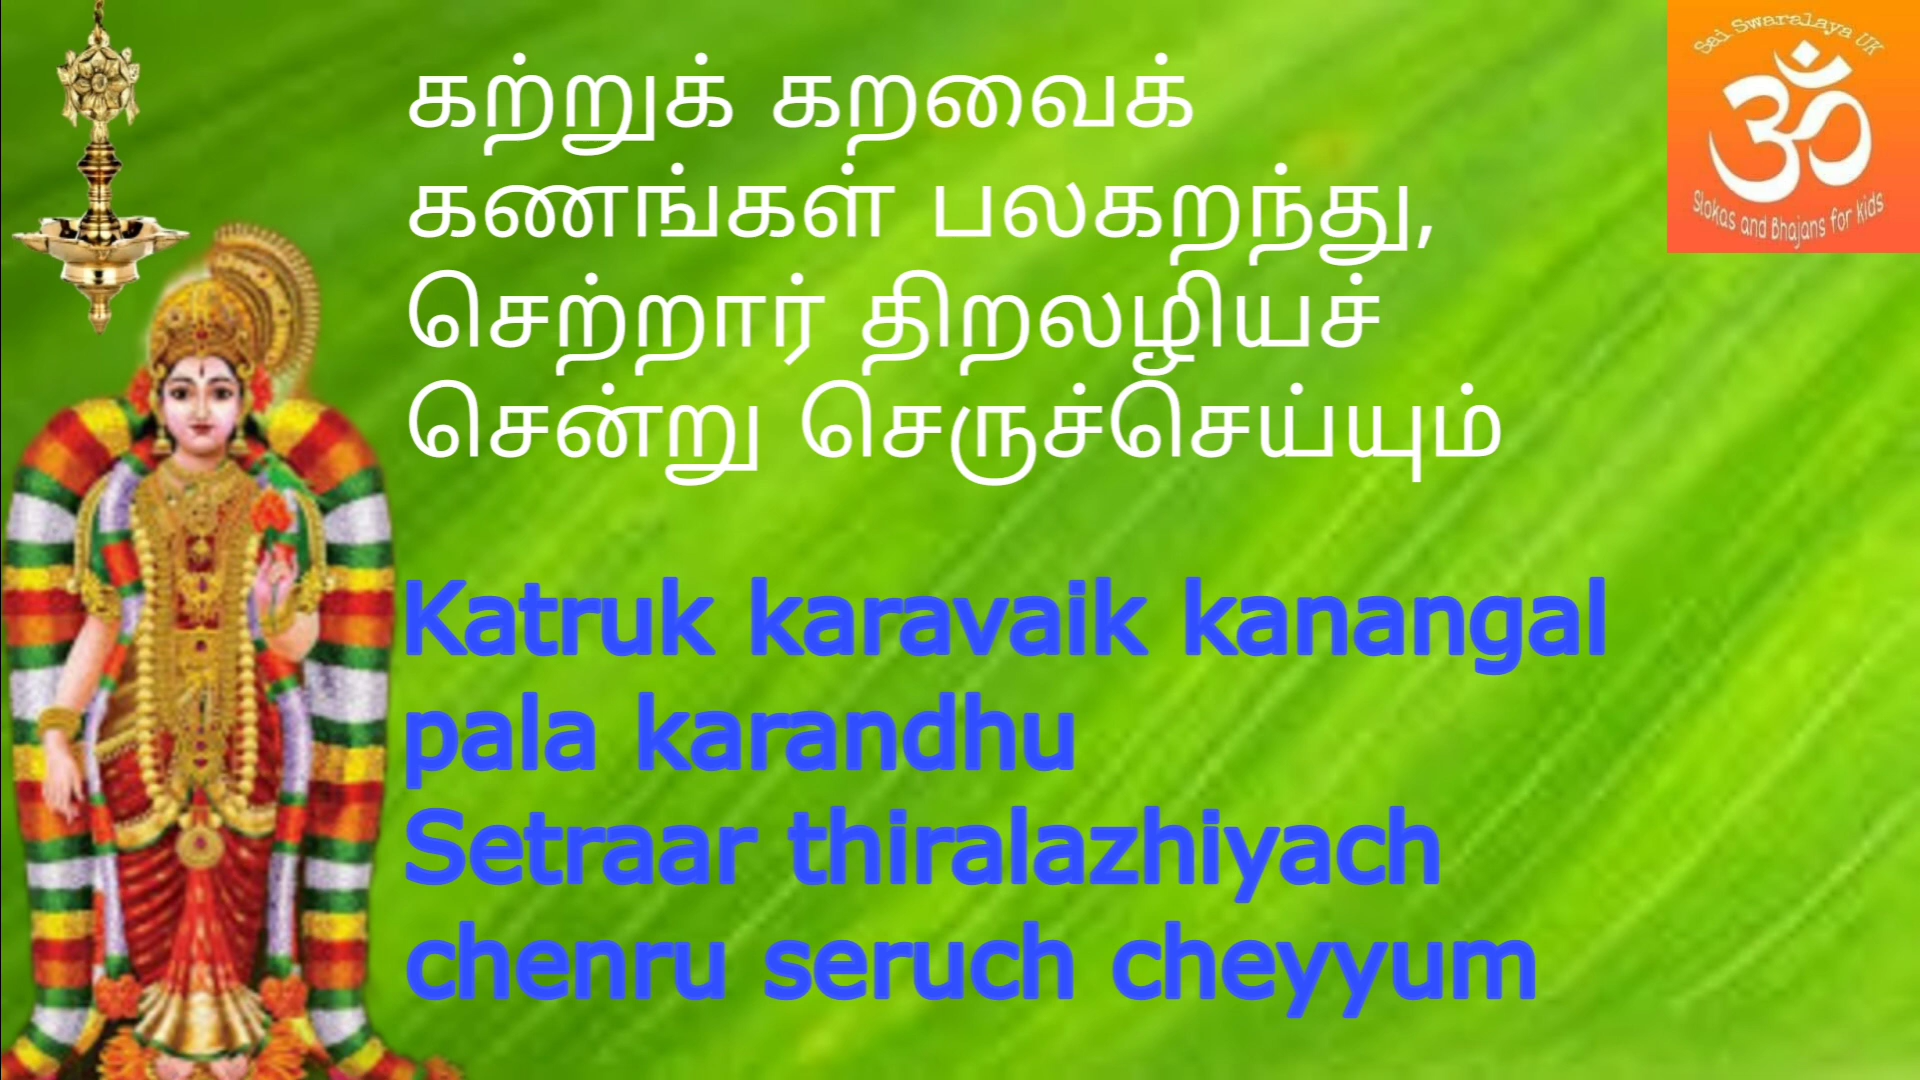 கற்றுக் கறவைக்
கணங்கள் பலகறந்து,
செற்றார் திறலழியச்
சென்று செருச்செய்யும்
Katruk karavaik kanangal
pala karandhu
Setraar thiralazhiyach
chenru seruch cheyyum
Sai Swaralaya UK
ॐ
Slokas and Bhajans for kids